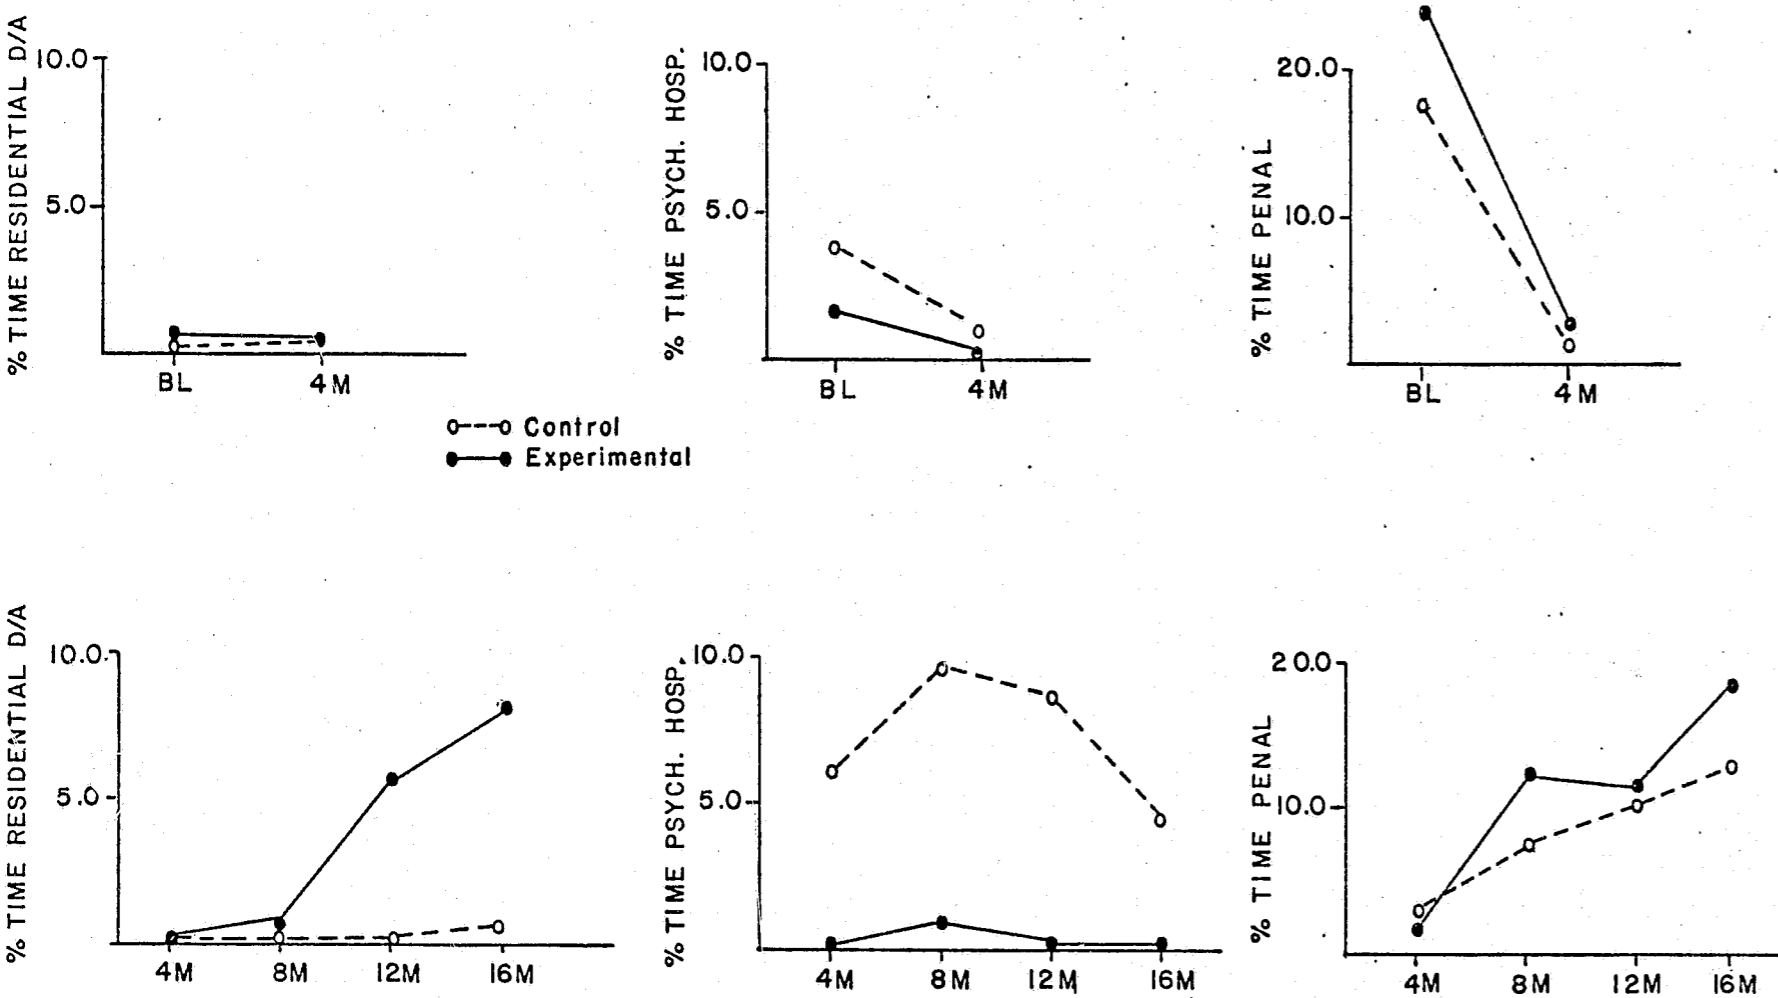 % TIME RESIDENTIAL D/A
10.0
5.0
BL
4M
% TIME PSYCH. HOSP.
10.0
5.0
BL
4M
% TIME PENAL
20.0
10.0
BL
4M
Control
Experimental
% TIME RESIDENTIAL D/A
10.0
5.0
4M
8M
12M
16M
% TIME PSYCH. HOSP.
10.0
5.0
4M
8M
12M
16M
% TIME PENAL
20.0
10.0
4M
8M
12M
16M